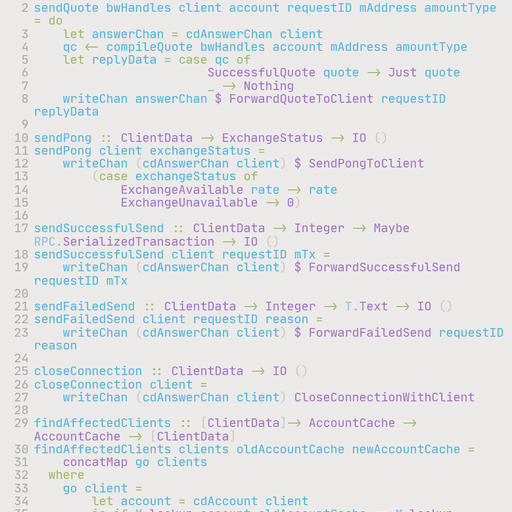 2 sendQuote bwHandles client account requestID mAddress amountType
= do
3     let answerChan = cdAnswerChan client
4     qc <- compileQuote bwHandles account mAddress amountType
5     let replyData = case qc of
6                         SuccessfulQuote quote -> Just quote
7                         _ -> Nothing
8     writeChan answerChan $ ForwardQuoteToClient requestID
replyData
9
10 sendPong :: ClientData -> ExchangeStatus -> IO ()
11 sendPong client exchangeStatus =
12     writeChan (cdAnswerChan client) $ SendPongToClient
13         (case exchangeStatus of
14             ExchangeAvailable rate -> rate
15             ExchangeUnavailable -> 0)
16
17 sendSuccessfulSend :: ClientData -> Integer -> Maybe
RPC.SerializedTransaction -> IO ()
18 sendSuccessfulSend client requestID mTx =
19     writeChan (cdAnswerChan client) $ ForwardSuccessfulSend
requestID mTx
20
21 sendFailedSend :: ClientData -> Integer -> T.Text -> IO ()
22 sendFailedSend client requestID reason =
23     writeChan (cdAnswerChan client) $ ForwardFailedSend requestID
reason
24
25 closeConnection :: ClientData -> IO ()
26 closeConnection client =
27     writeChan (cdAnswerChan client) CloseConnectionWithClient
28
29 findAffectedClients :: [ClientData]-> AccountCache ->
AccountCache -> [ClientData]
30 findAffectedClients clients oldAccountCache newAccountCache =
31     concatMap go clients
32   where
33     go client =
34         let account = cdAccount client